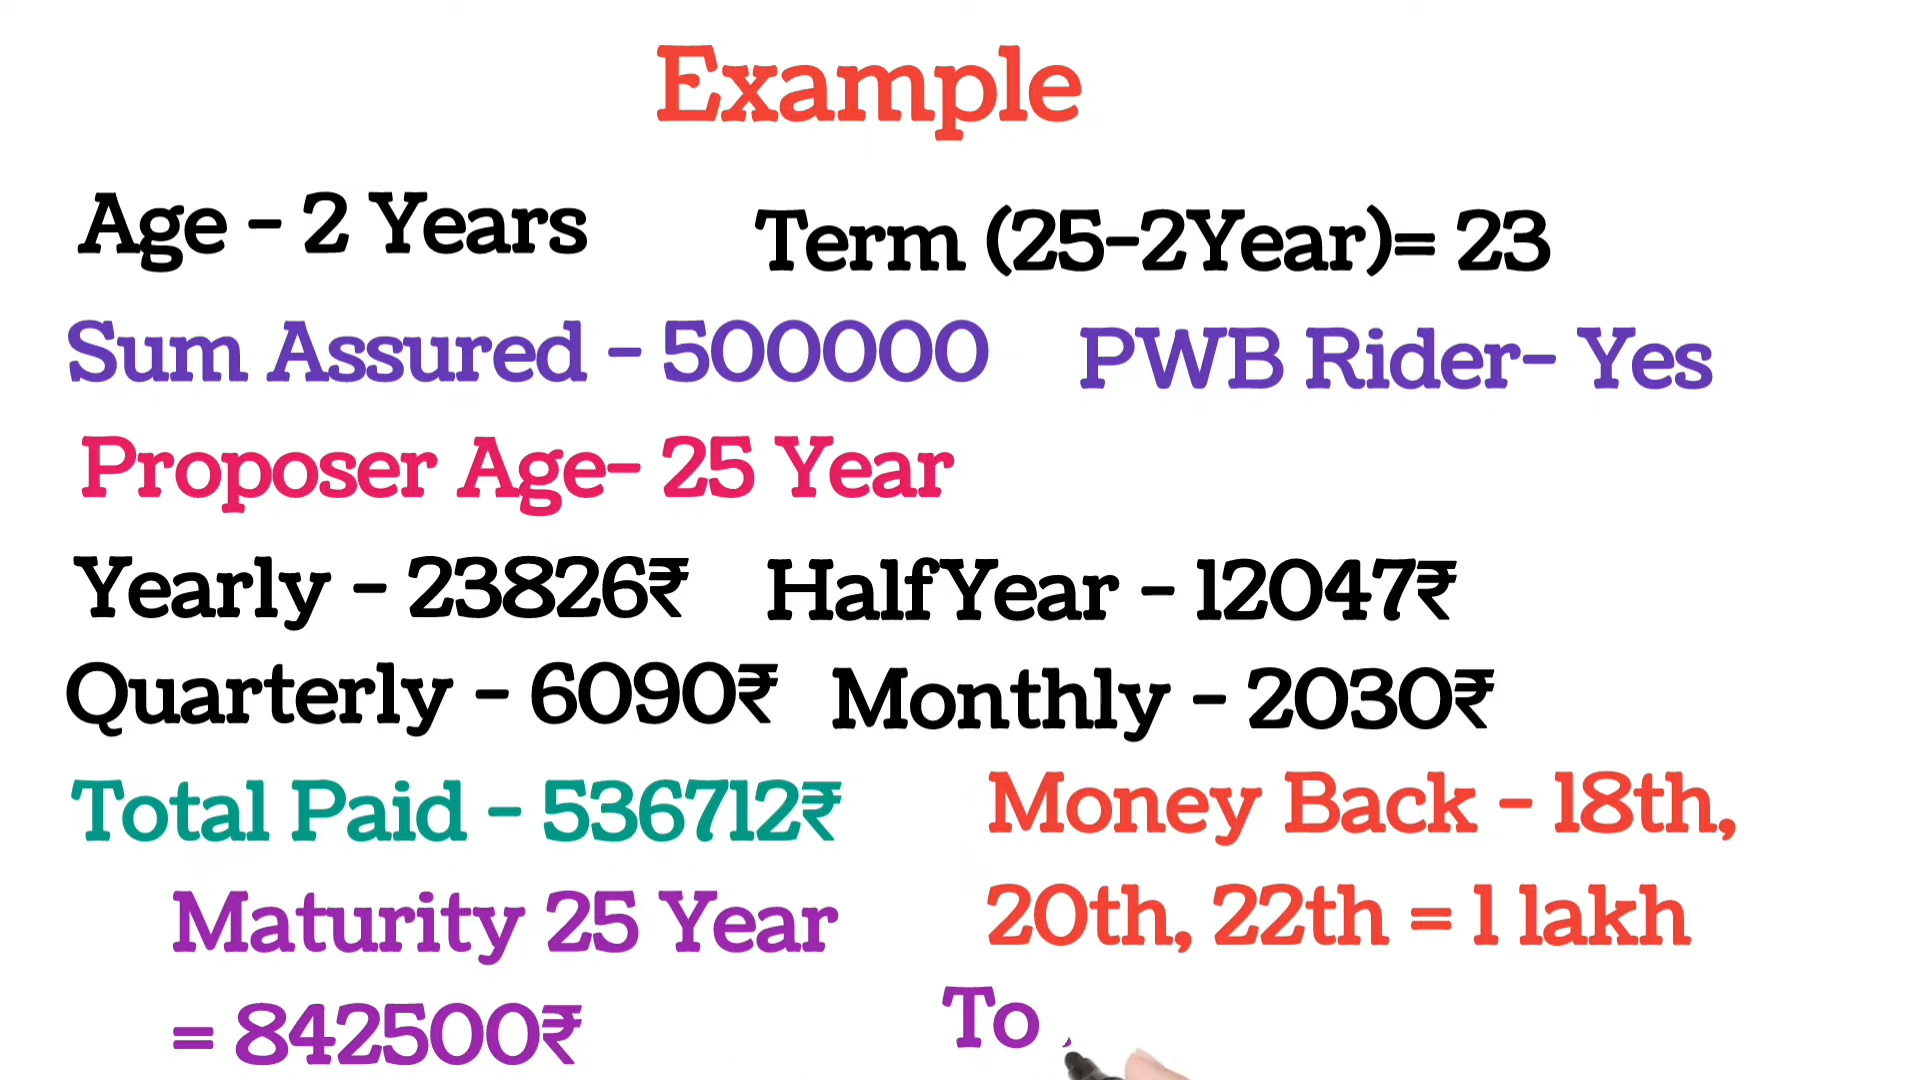 Example
Age - 2 Years
Term (25-2Year)= 23
Sum Assured - 500000
PWB Rider- Yes
Proposer Age- 25 Year
Yearly - 23826₹
HalfYear - 12047₹
Quarterly - 6090₹
Monthly - 2030₹
Total Paid - 536712₹
Money Back - 18th,
20th, 22th = 1 lakh
Maturity 25 Year
= 842500₹
To